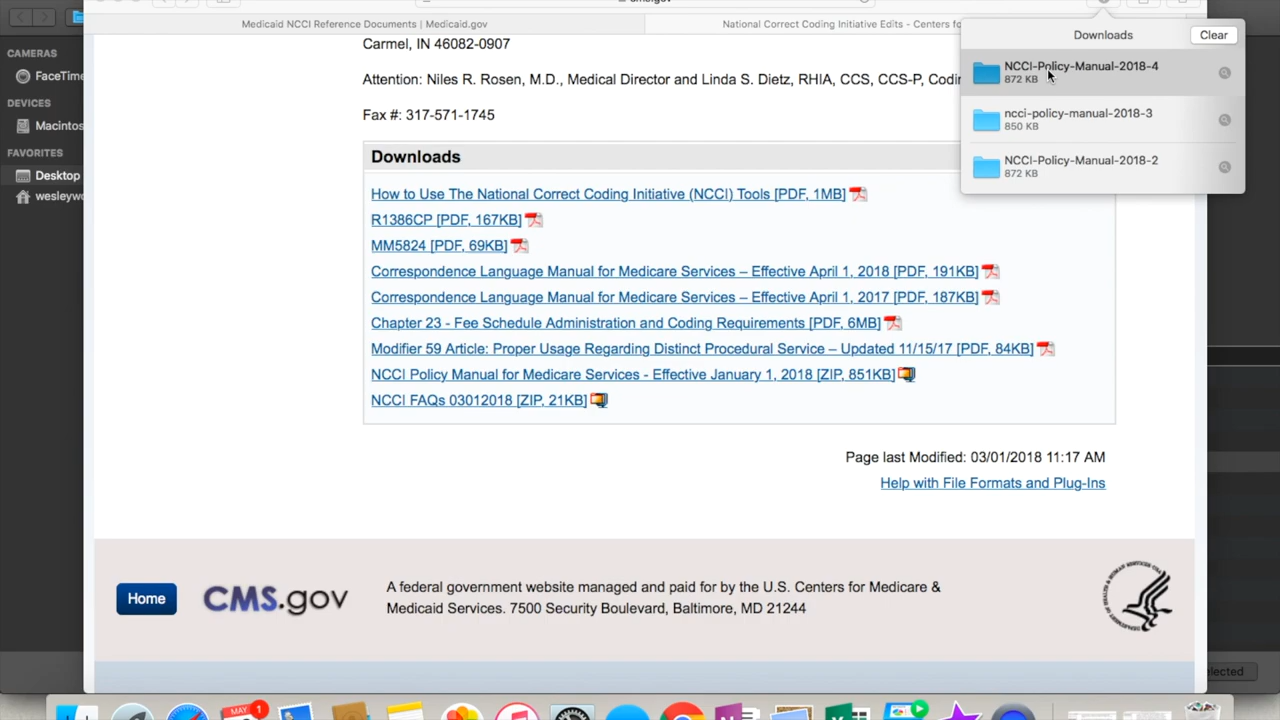 CAMERAS
FaceTime
DEVICES
Macintos
FAVORITES
Desktop
wesleywo
Medicaid NCCI Reference Documents | Medicaid.gov
National Correct Coding Initiative Edits - Centers fo
Carmel, IN 46082-0907
Attention: Niles R. Rosen, M.D., Medical Director and Linda S. Dietz, RHIA, CCS, CCS-P, Codin
Fax #: 317-571-1745
Downloads
How to Use The National Correct Coding Initiative (NCCI) Tools [PDF, 1MB]
R1386CP [PDF, 167KB]
MM5824 [PDF, 69KB]
Correspondence Language Manual for Medicare Services – Effective April 1, 2018 [PDF, 191KB]
Correspondence Language Manual for Medicare Services – Effective April 1, 2017 [PDF, 187KB]
Chapter 23 - Fee Schedule Administration and Coding Requirements [PDF, 6MB]
Modifier 59 Article: Proper Usage Regarding Distinct Procedural Service – Updated 11/15/17 [PDF, 84KB]
NCCI Policy Manual for Medicare Services - Effective January 1, 2018 [ZIP, 851KB]
NCCI FAQs 03012018 [ZIP, 21KB]
Page last Modified: 03/01/2018 11:17 AM
Help with File Formats and Plug-Ins
Downloads
Clear
NCCI-Policy-Manual-2018-4
872 KB
ncci-policy-manual-2018-3
850 KB
NCCI-Policy-Manual-2018-2
872 KB
Home
CMS.gov
A federal government website managed and paid for by the U.S. Centers for Medicare &
Medicaid Services. 7500 Security Boulevard, Baltimore, MD 21244
elected
MAY
1